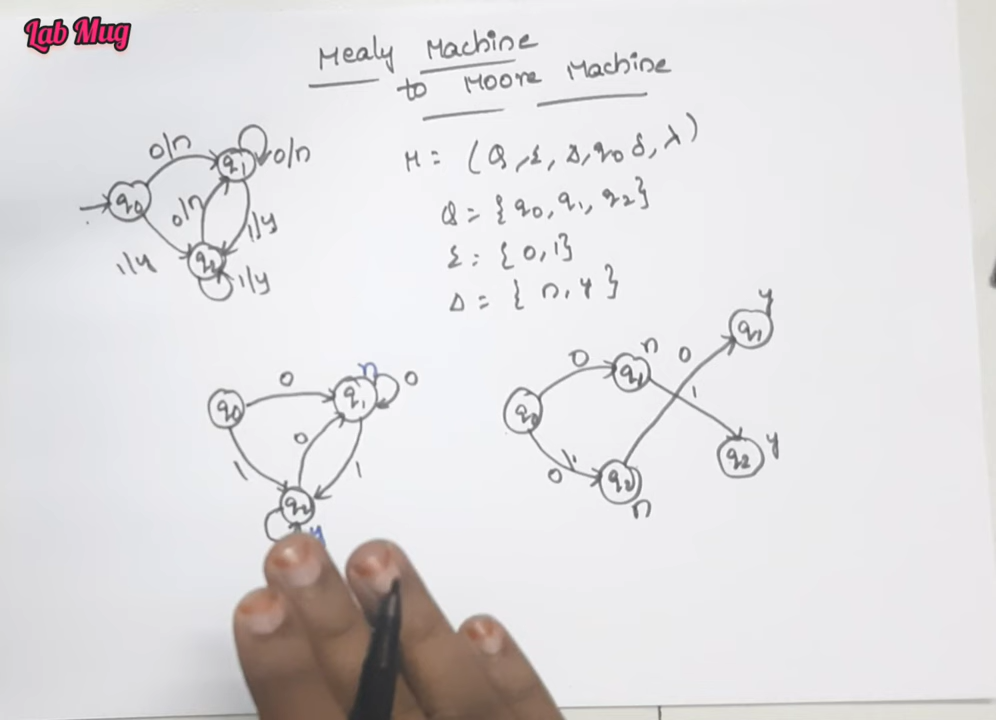 Lab Mug
Mealy Machine
to Moore Machine
M = (Q, Σ, Δ, q0 δ, λ)
Q = {q0, q1, q2}
Σ = {0, 1}
Δ = {n, y}
0/n
q1
0/n
q0
0/n
1/y
1/y
q2
1/y
0
n
q1
0
q0
0
1
1
q2
y
y
q1
0
n
q1
0
q0
1
0
1
q2
y
q2
n